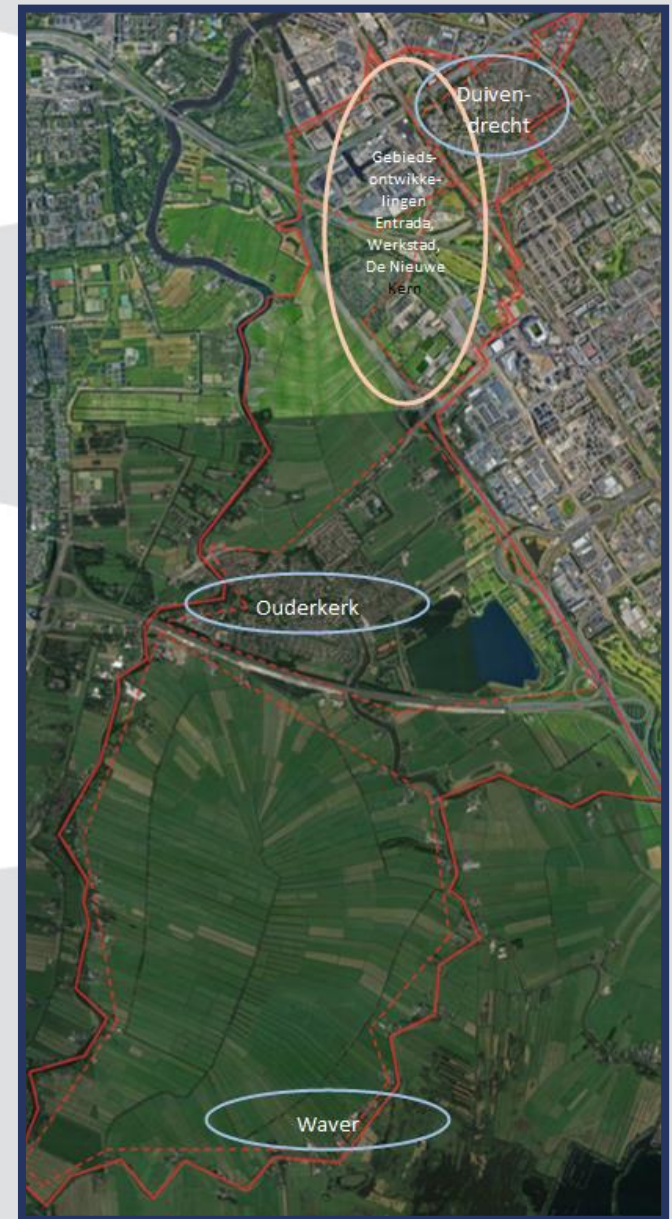 Duiven-
drecht
Gebieds-
ontwikke-
lingen
Entrada,
Werkstad,
De Nieuwe
Kern
Ouderkerk
Waver